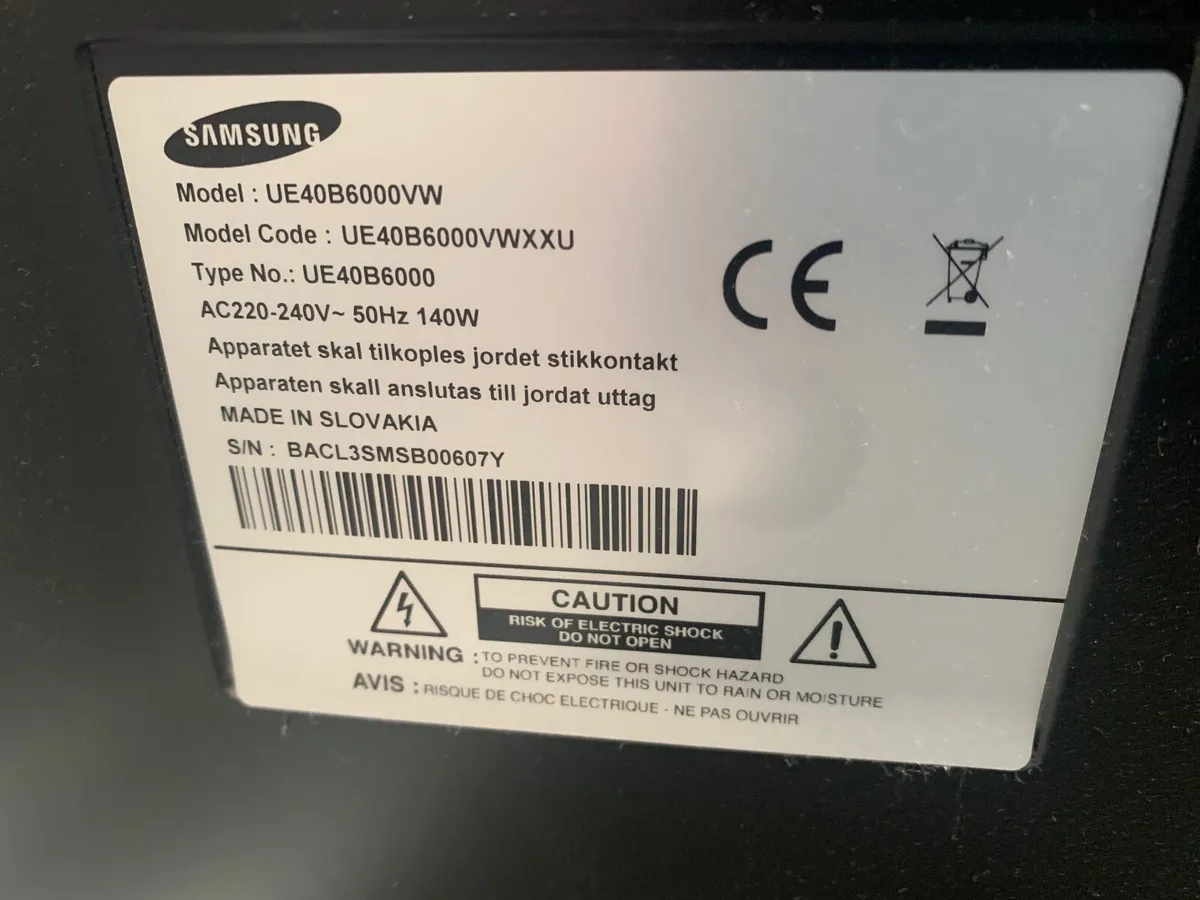 SAMSUNG
Model : UE40B6000VW
Model Code : UE40B6000VWXXU
Type No.: UE40B6000
AC220-240V~ 50Hz 140W
Apparatet skal tilkoples jordet stikkontakt
Apparaten skall anslutas till jordat uttag
MADE IN SLOVAKIA
S/N : BACL3SMSB00607Y
CE
CAUTION
RISK OF ELECTRIC SHOCK
DO NOT OPEN
WARNING : TO PREVENT FIRE OR SHOCK HAZARD
DO NOT EXPOSE THIS UNIT TO RAIN OR MOISTURE
AVIS : RISQUE DE CHOC ELECTRIQUE - NE PAS OUVRIR